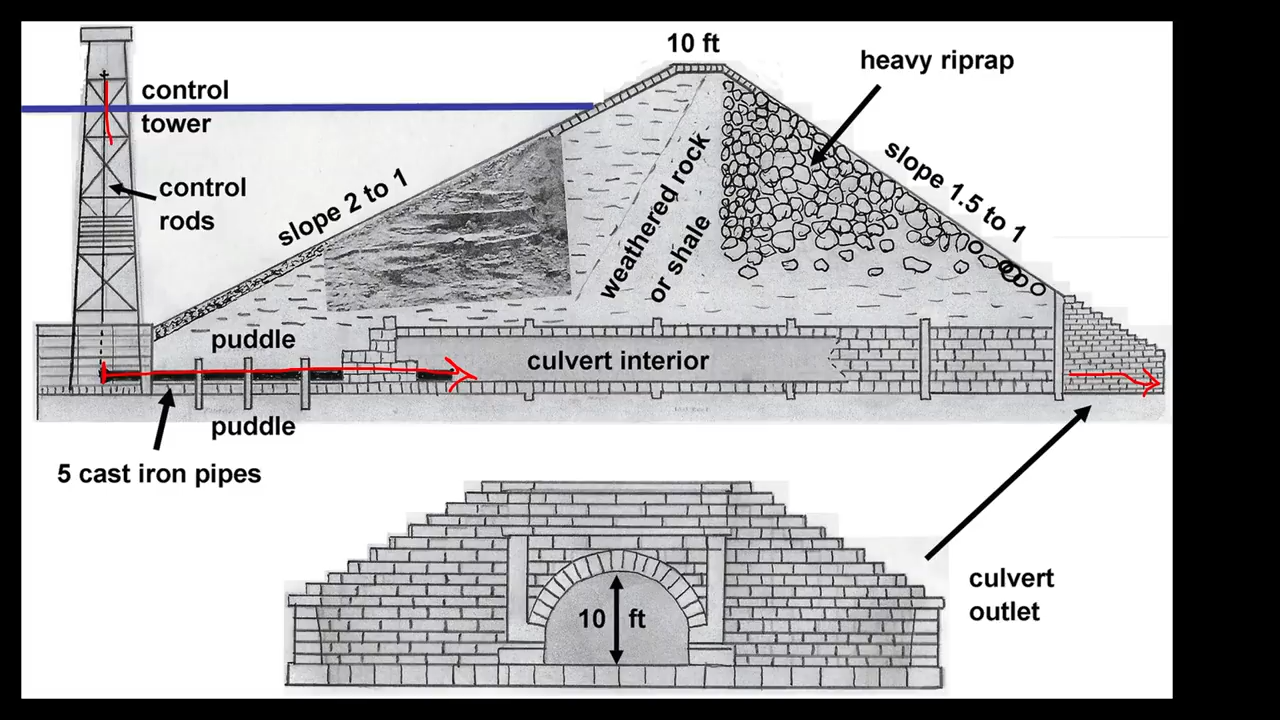 10 ft
heavy riprap
control
tower
control
rods
slope 2 to 1
weathered rock
or shale
slope 1.5 to 1
puddle
culvert interior
puddle
5 cast iron pipes
culvert
outlet
10 ft